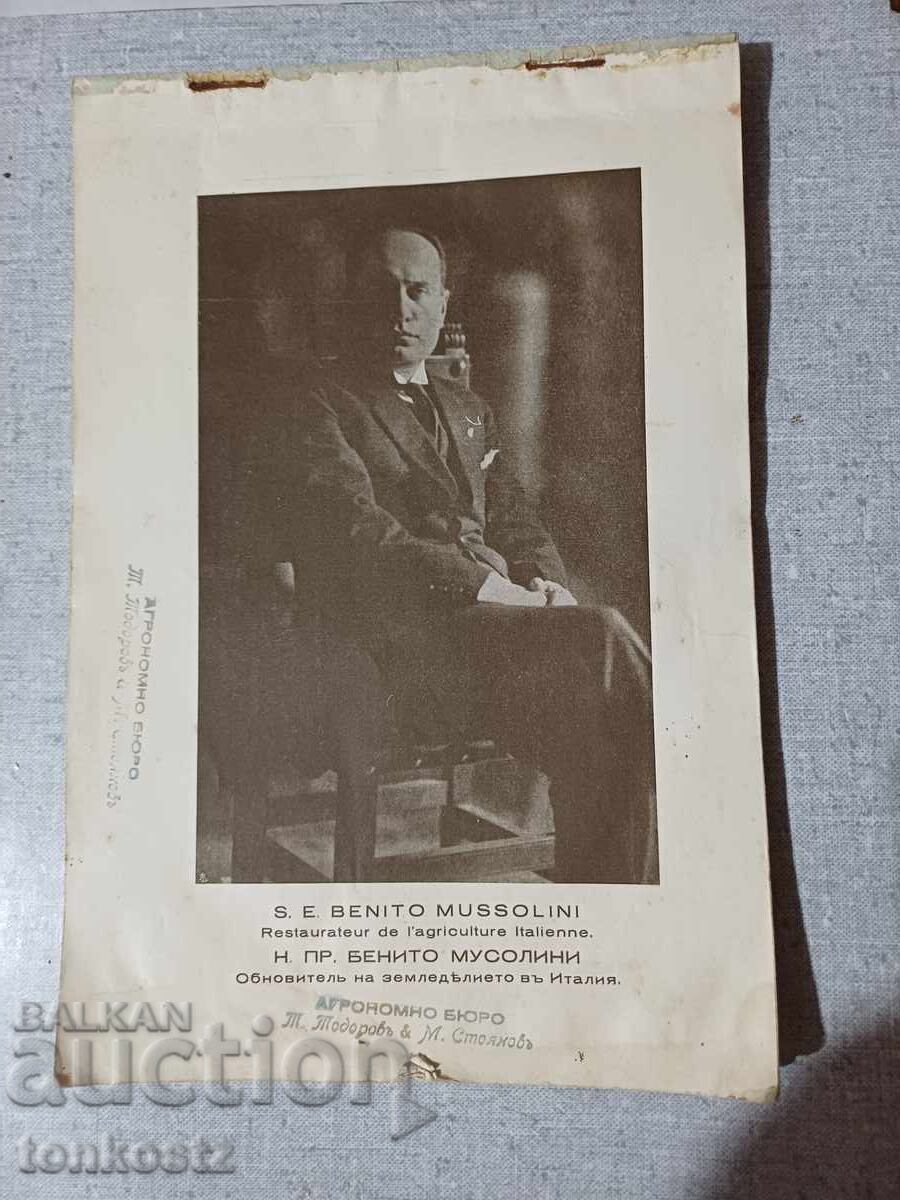 S. E. BENITO MUSSOLINI
Restaurateur de l'agriculture Italienne.
Н. ПР. БЕНИТО МУСОЛИНИ
Обновитель на земледѣлието въ Италия.
АГРОНОМНО БЮРО
Т. Тодоровъ & М. Стояновъ
АГРОНОМНО БЮРО
Т. Тодоровъ
BALKAN
auction
tonkostz